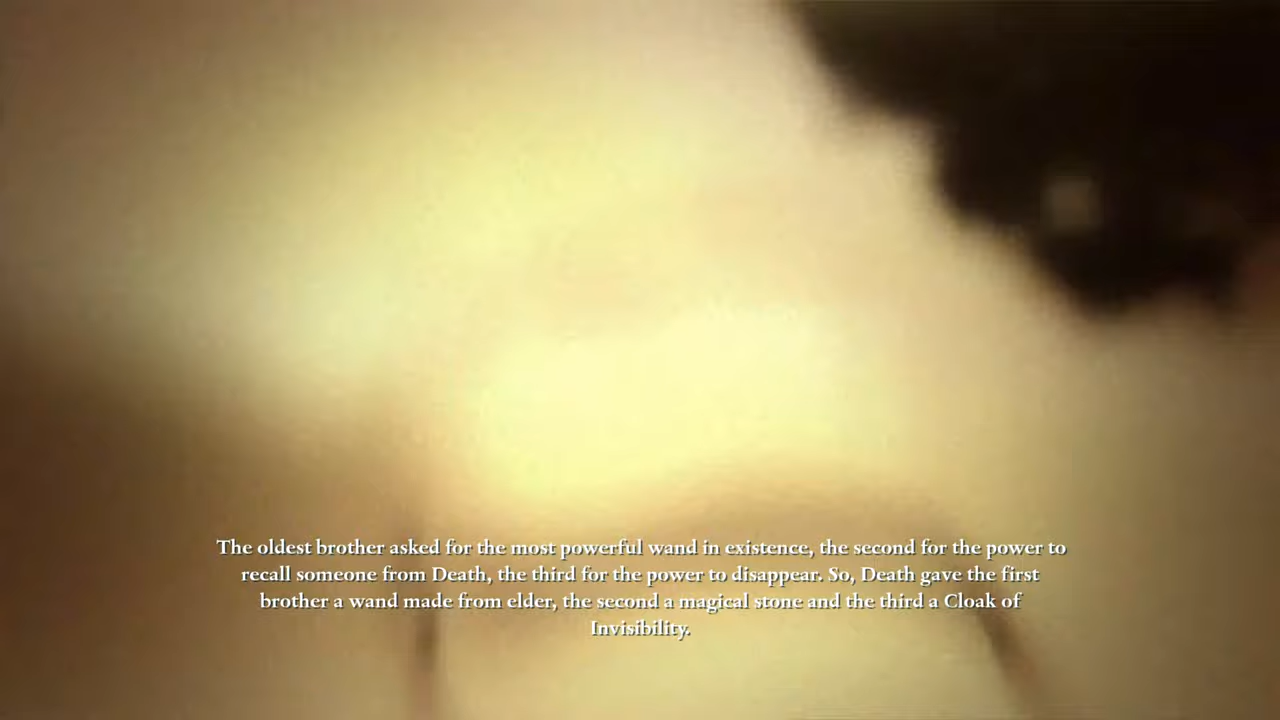 The oldest brother asked for the most powerful wand in existence, the second for the power to
recall someone from Death, the third for the power to disappear. So, Death gave the first
brother a wand made from elder, the second a magical stone and the third a Cloak of
Invisibility.